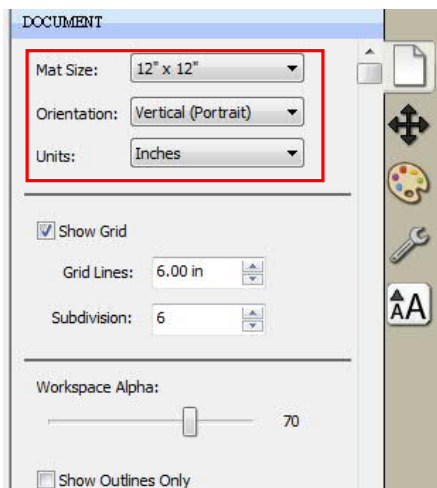 DOCUMENT
Mat Size: 12" x 12"
Orientation: Vertical (Portrait)
Units: Inches
Show Grid
Grid Lines: 6.00 in
Subdivision: 6
Workspace Alpha:
70
Show Outlines Only
AA